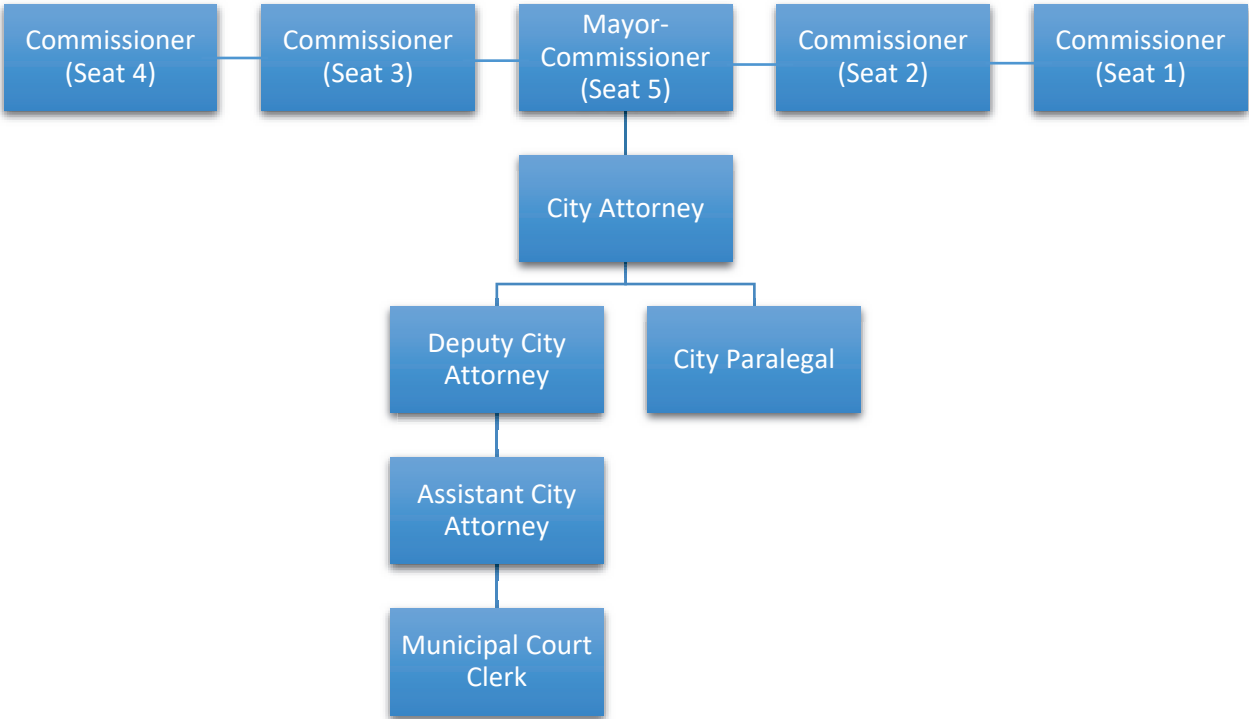 Commissioner
(Seat 4)
Commissioner
(Seat 3)
Mayor-
Commissioner
(Seat 5)
Commissioner
(Seat 2)
Commissioner
(Seat 1)
City Attorney
Deputy City
Attorney
City Paralegal
Assistant City
Attorney
Municipal Court
Clerk